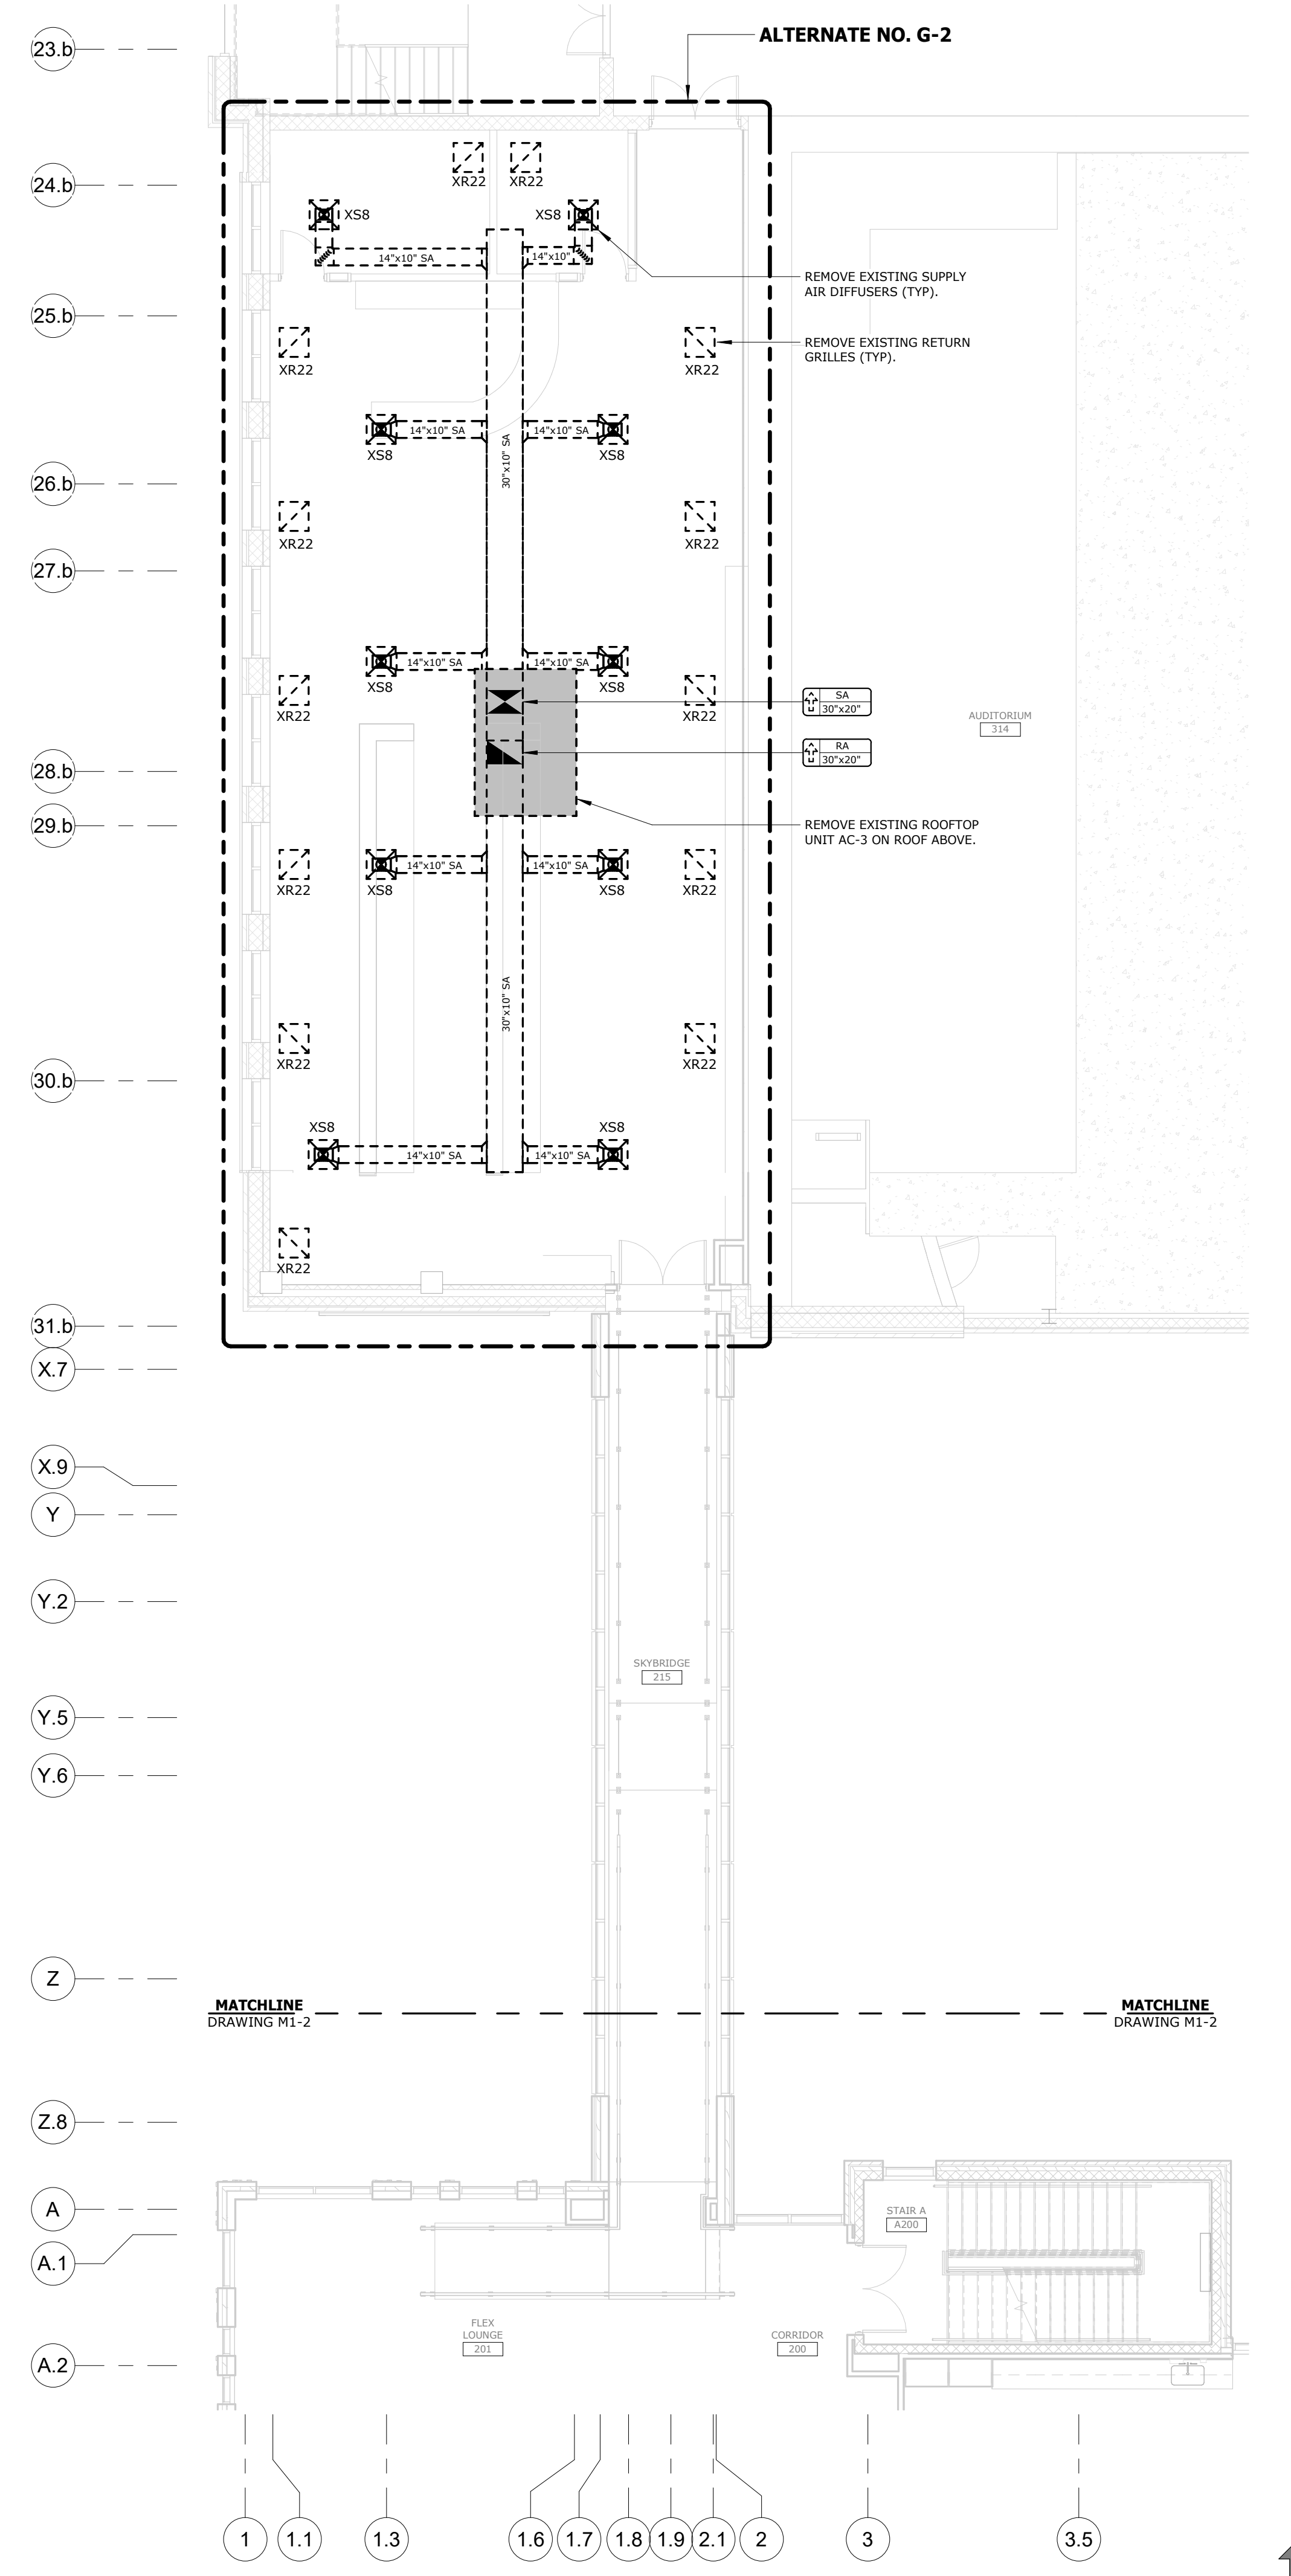 ALTERNATE NO. G-2
23.b
24.b
XR22
XR22
XS8
XS8
14"x10" SA
14"x10"
REMOVE EXISTING SUPPLY
AIR DIFFUSERS (TYP).
25.b
REMOVE EXISTING RETURN
GRILLES (TYP).
XR22
XR22
14"x10" SA
14"x10" SA
XS8
XS8
30"x10" SA
26.b
XR22
XR22
27.b
14"x10" SA
14"x10" SA
XS8
XS8
XR22
XR22
SA
30"x20"
AUDITORIUM
314
RA
30"x20"
28.b
29.b
REMOVE EXISTING ROOFTOP
UNIT AC-3 ON ROOF ABOVE.
14"x10" SA
14"x10" SA
XR22
XS8
XS8
XR22
30"x10" SA
XR22
XR22
30.b
XS8
XS8
14"x10" SA
14"x10" SA
XR22
31.b
X.7
X.9
Y
Y.2
SKYBRIDGE
215
Y.5
Y.6
Z
MATCHLINE
DRAWING M1-2
MATCHLINE
DRAWING M1-2
Z.8
A
STAIR A
A200
A.1
FLEX
LOUNGE
201
CORRIDOR
200
A.2
1
1.1
1.3
1.6
1.7
1.8
1.9
2.1
2
3
3.5